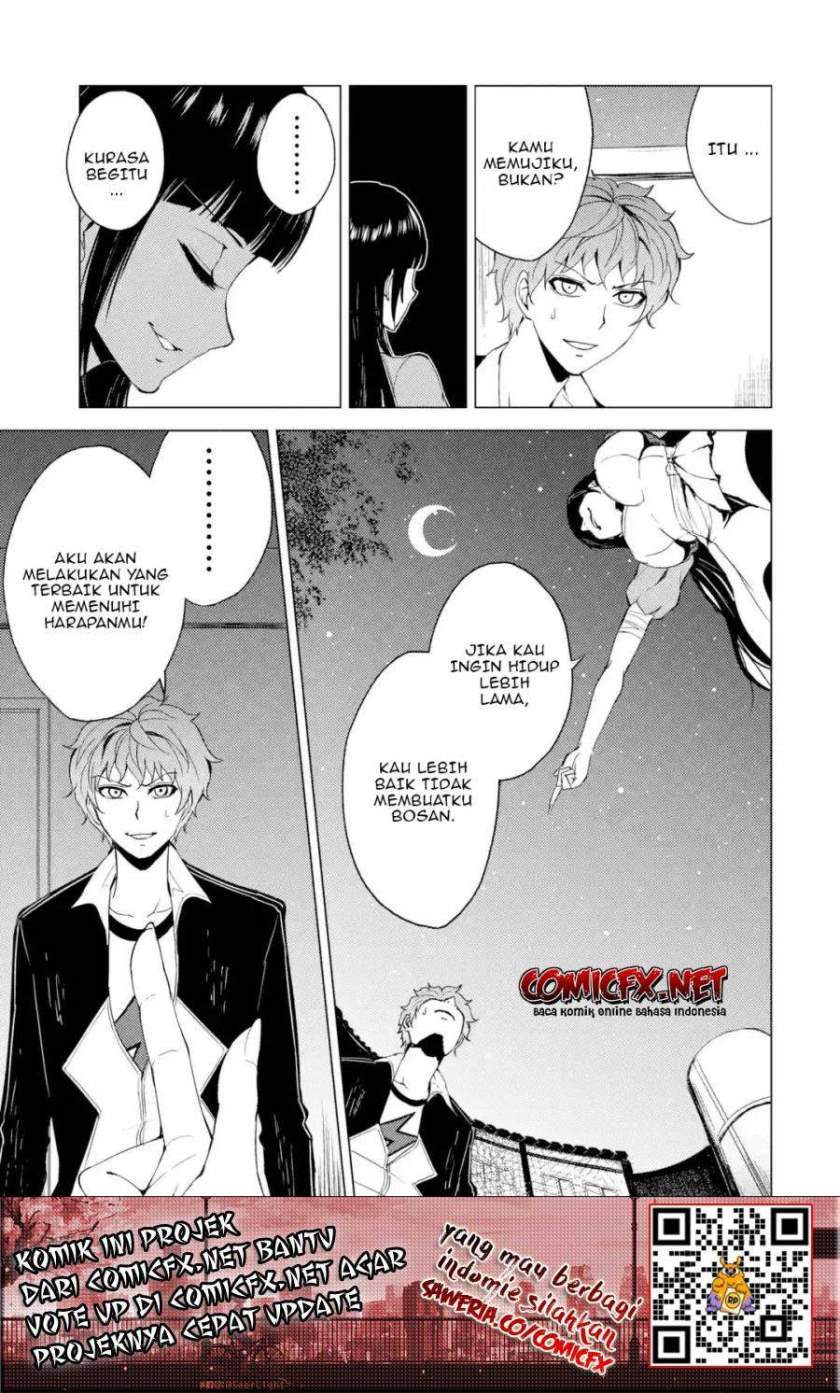 ITU ...
KAMU
MEMUJIKU,
BUKAN?
.........
KURASA
BEGITU
...
JIKA KAU
INGIN HIDUP
LEBIH
LAMA,
KAU LEBIH
BAIK TIDAK
MEMBUATKU
BOSAN.
.........
AKU AKAN
MELAKUKAN YANG
TERBAIK UNTUK
MEMENUHI
HARAPANMU!
COMICFX.NET
Baca Komik Online Bahasa Indonesia
KOMIK INI PROJEK
DARI COMICFX.NET BANTU
VOTE UP DI COMICFX.NET AGAR
PROJEKNYA CEPAT UPDATE
yang mau berbagi
indomie silahkan
SAWERIA.CO/COMICFX
RP